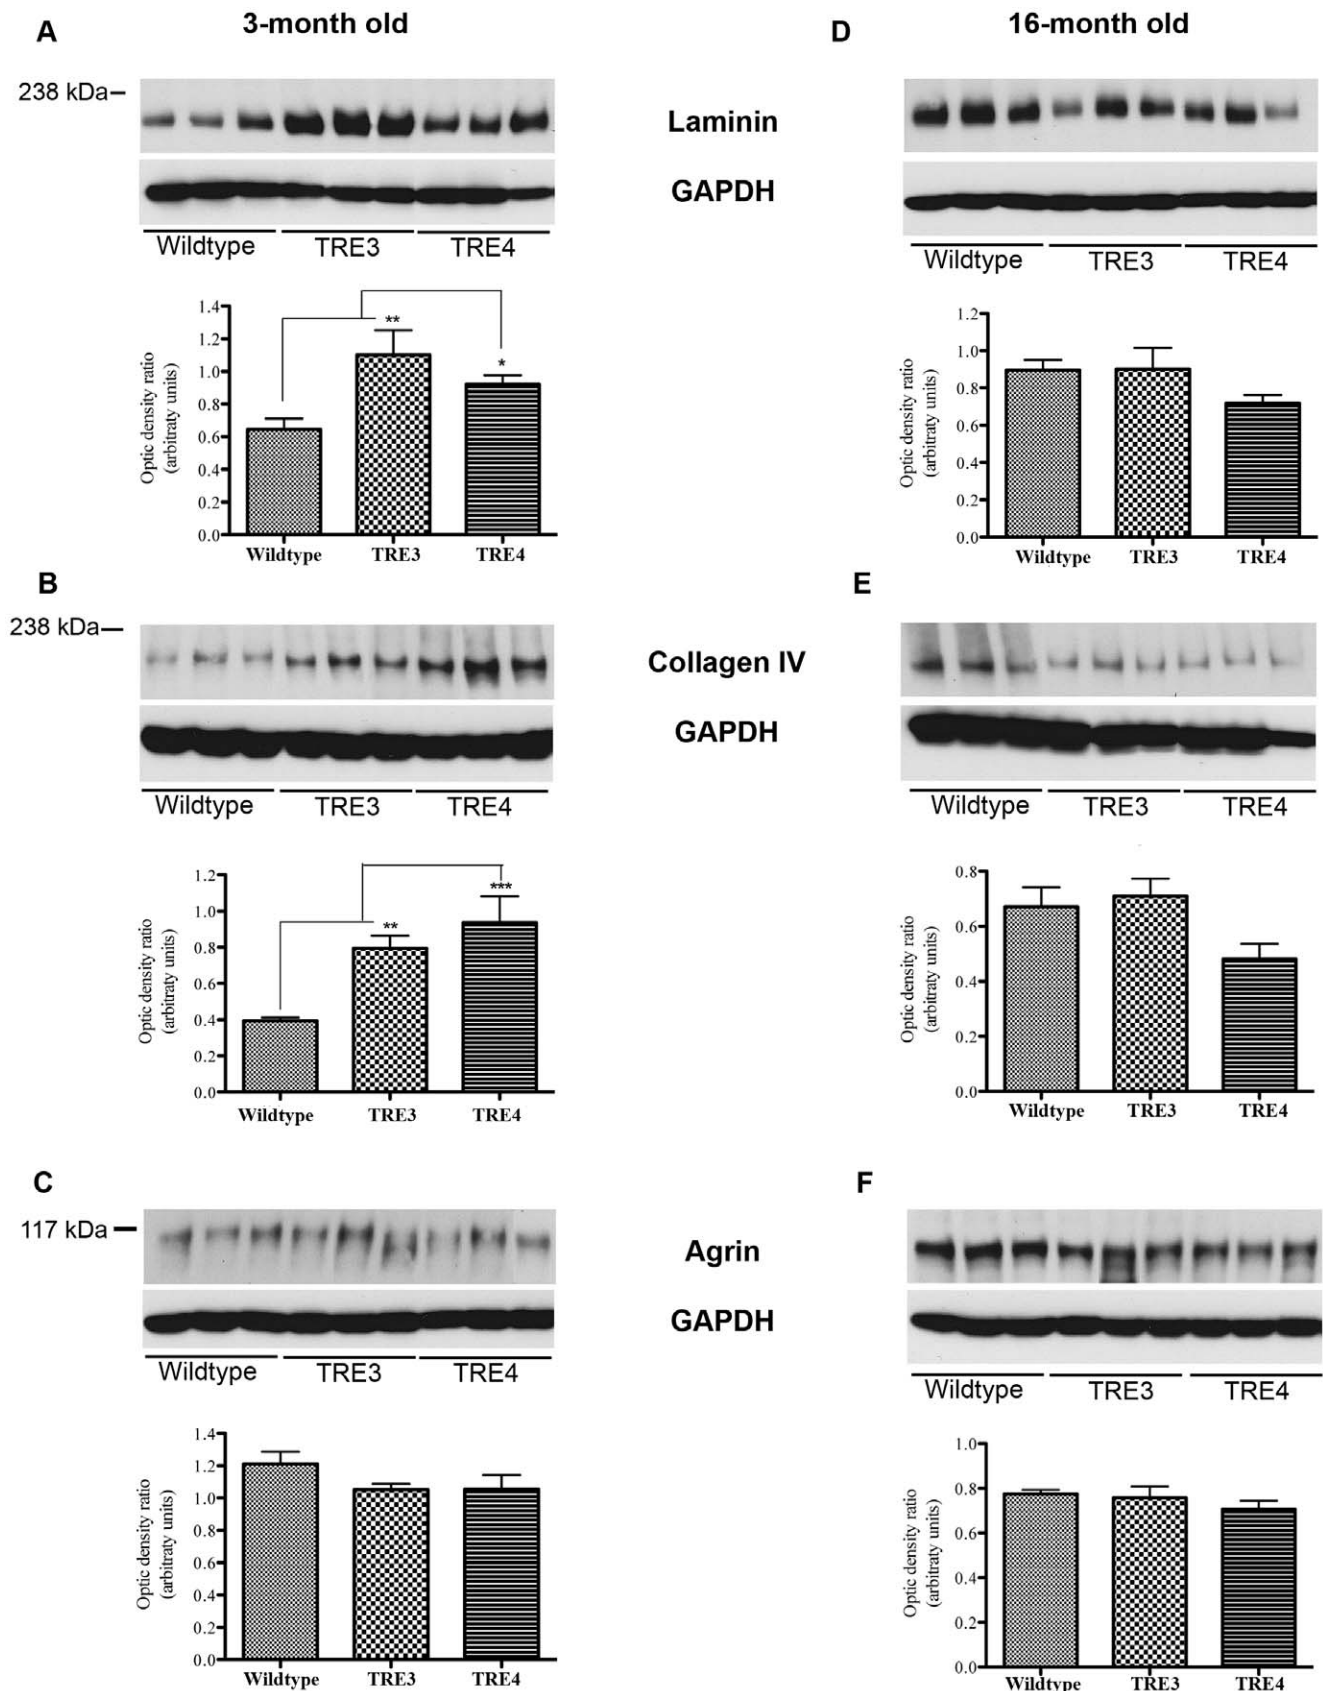 A
3-month old
D
16-month old
238 kDa
Laminin
GAPDH
Wildtype TRE3 TRE4
Wildtype TRE3 TRE4
Optic density ratio
(arbitraty units)
1.4
1.2
1.0
0.8
0.6
0.4
0.2
0.0
**
*
Wildtype TRE3 TRE4
Optic density ratio
(arbitraty units)
1.2
1.0
0.8
0.6
0.4
0.2
0.0
Wildtype TRE3 TRE4
B
E
238 kDa
Collagen IV
GAPDH
Wildtype TRE3 TRE4
Wildtype TRE3 TRE4
Optic density ratio
(arbitraty units)
1.2
1.0
0.8
0.6
0.4
0.2
0.0
**
***
Wildtype TRE3 TRE4
Optic density ratio
(arbitraty units)
0.8
0.6
0.4
0.2
0.0
Wildtype TRE3 TRE4
C
F
117 kDa
Agrin
GAPDH
Wildtype TRE3 TRE4
Wildtype TRE3 TRE4
Optic density ratio
(arbitraty units)
1.4
1.2
1.0
0.8
0.6
0.4
0.2
0.0
Wildtype TRE3 TRE4
Optic density ratio
(arbitraty units)
1.0
0.8
0.6
0.4
0.2
0.0
Wildtype TRE3 TRE4